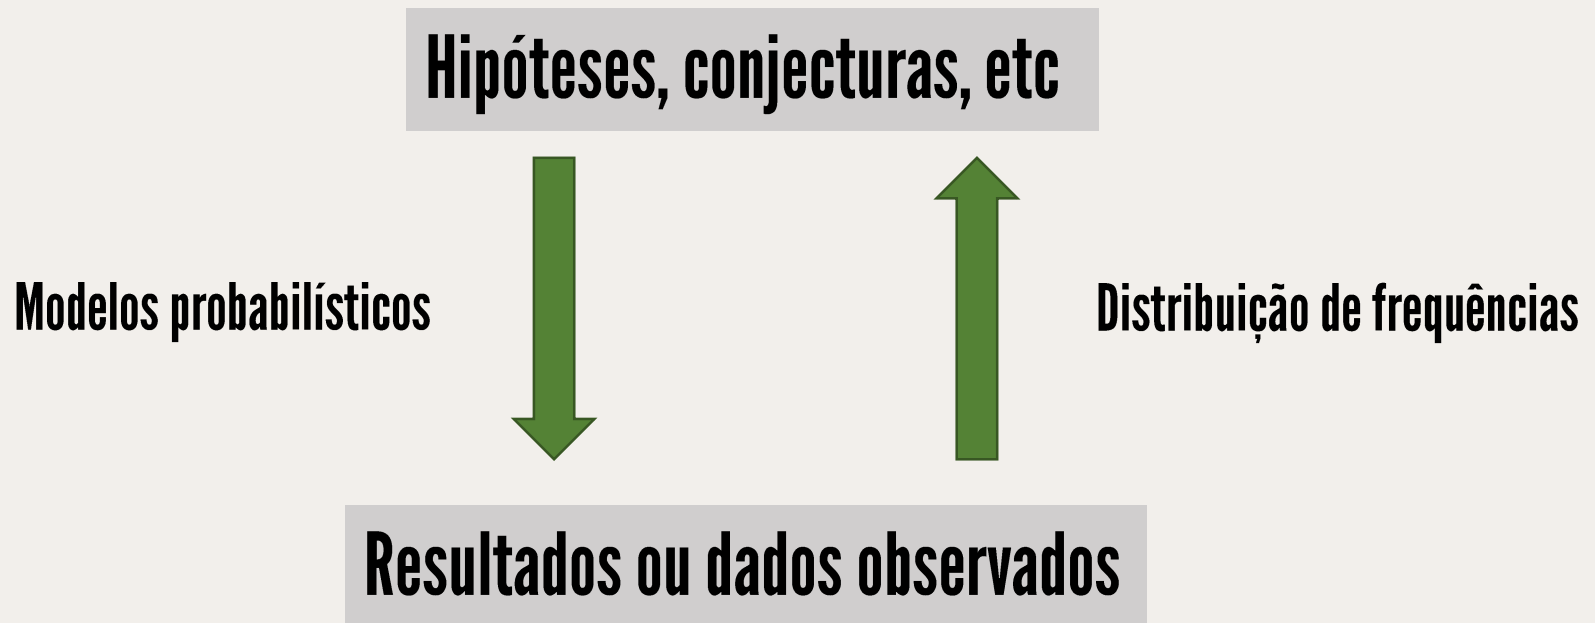 Hipóteses, conjecturas, etc
Modelos probabilísticos
Distribuição de frequências
Resultados ou dados observados